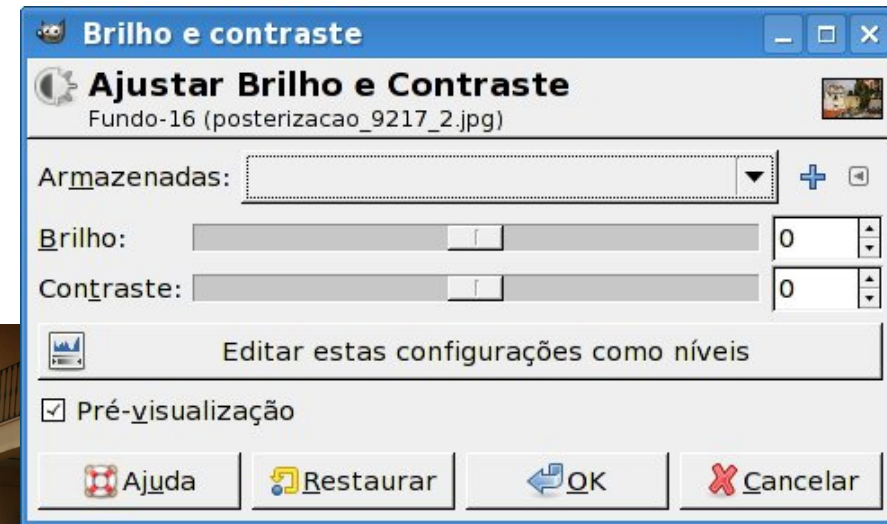 Brilho e contraste
Ajustar Brilho e Contraste
Fundo-16 (posterizacao_9217_2.jpg)
Armazenadas:
Brilho: 0
Contraste: 0
Editar estas configurações como níveis
Pré-visualização
Ajuda Restaurar OK Cancelar